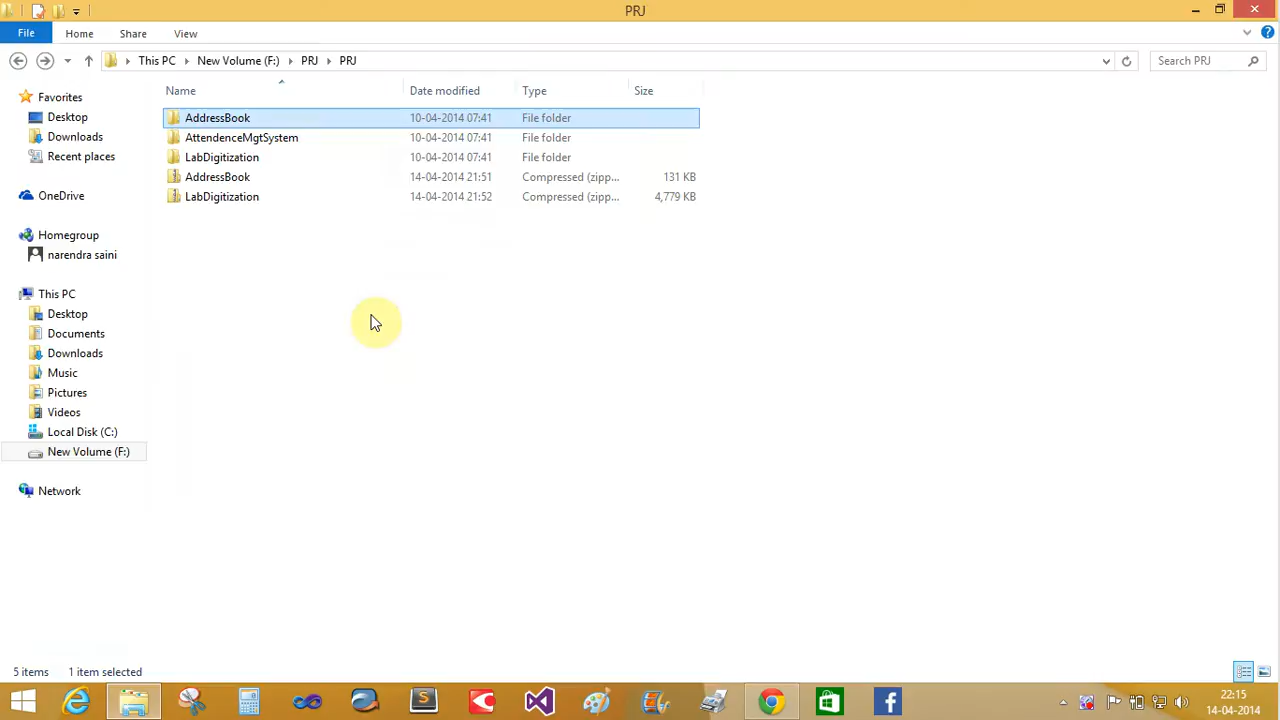 PRJ
File Home Share View
This PC New Volume (F:) PRJ PRJ Search PRJ
Name Date modified Type Size
Favorites
Desktop
Downloads
Recent places
OneDrive
Homegroup
narendra saini
This PC
Desktop
Documents
Downloads
Music
Pictures
Videos
Local Disk (C:)
New Volume (F:)
Network
AddressBook 10-04-2014 07:41 File folder
AttendenceMgtSystem 10-04-2014 07:41 File folder
LabDigitization 10-04-2014 07:41 File folder
AddressBook 14-04-2014 21:51 Compressed (zipp... 131 KB
LabDigitization 14-04-2014 21:52 Compressed (zipp... 4,779 KB
5 items 1 item selected
22:15
14-04-2014